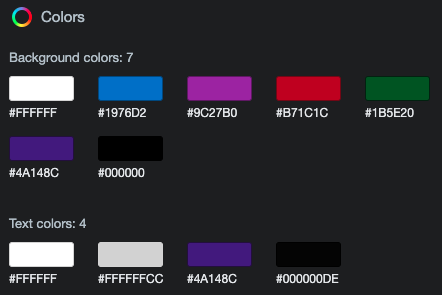 Colors
Background colors: 7
#FFFFFF #1976D2 #9C27B0 #B71C1C #1B5E20
#4A148C #000000
Text colors: 4
#FFFFFF #FFFFFFCC #4A148C #000000DE